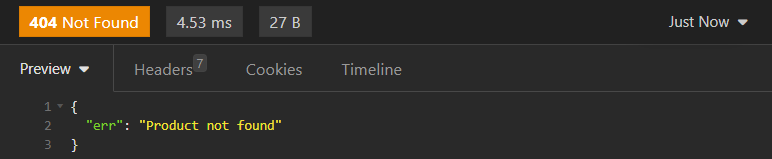 404 Not Found 4.53 ms 27 B Just Now
Preview Headers 7 Cookies Timeline
1 {
2 "err": "Product not found"
3 }